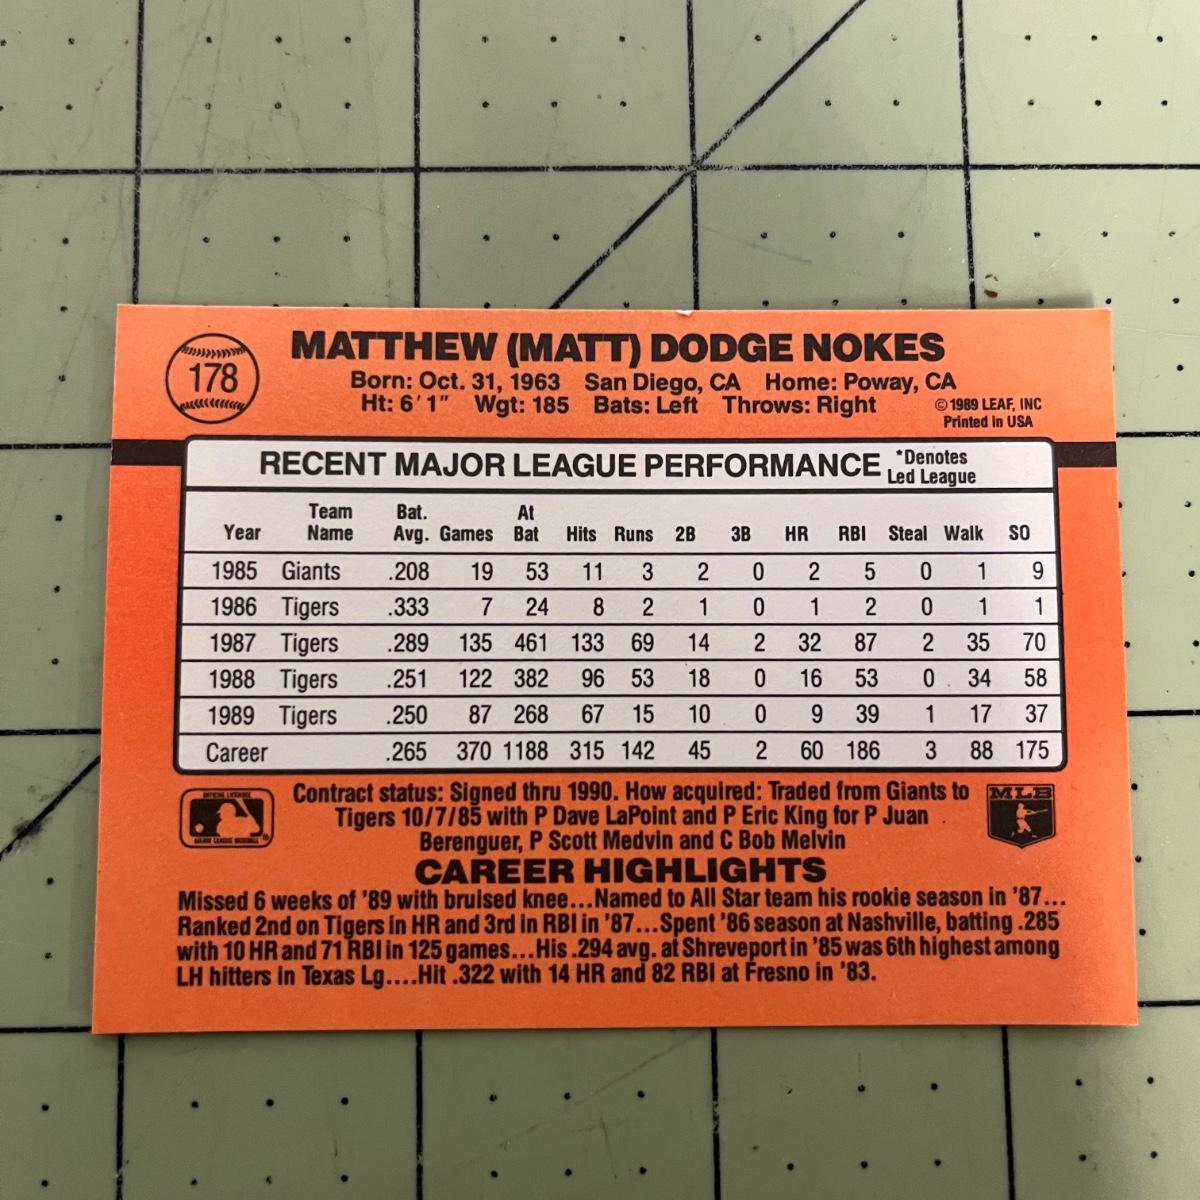 178
MATTHEW (MATT) DODGE NOKES
Born: Oct. 31, 1963 San Diego, CA Home: Poway, CA
Ht: 6' 1" Wgt: 185 Bats: Left Throws: Right
© 1989 LEAF, INC
Printed in USA
RECENT MAJOR LEAGUE PERFORMANCE *Denotes
Led League
Year Team Name Bat. Avg. Games At Bat Hits Runs 2B 3B HR RBI Steal Walk SO
1985 Giants .208 19 53 11 3 2 0 2 5 0 1 9
1986 Tigers .333 7 24 8 2 1 0 1 2 0 1 1
1987 Tigers .289 135 461 133 69 14 2 32 87 2 35 70
1988 Tigers .251 122 382 96 53 18 0 16 53 0 34 58
1989 Tigers .250 87 268 67 15 10 0 9 39 1 17 37
Career .265 370 1188 315 142 45 2 60 186 3 88 175
Contract status: Signed thru 1990. How acquired: Traded from Giants to
Tigers 10/7/85 with P Dave LaPoint and P Eric King for P Juan
Berenguer, P Scott Medvin and C Bob Melvin
OFFICIAL LICENSEE
MAJOR LEAGUE BASEBALL
®
MLB
CAREER HIGHLIGHTS
Missed 6 weeks of '89 with bruised knee...Named to All Star team his rookie season in '87...
Ranked 2nd on Tigers in HR and 3rd in RBI in '87...Spent '86 season at Nashville, batting .285
with 10 HR and 71 RBI in 125 games...His .294 avg. at Shreveport in '85 was 6th highest among
LH hitters in Texas Lg....Hit .322 with 14 HR and 82 RBI at Fresno in '83.